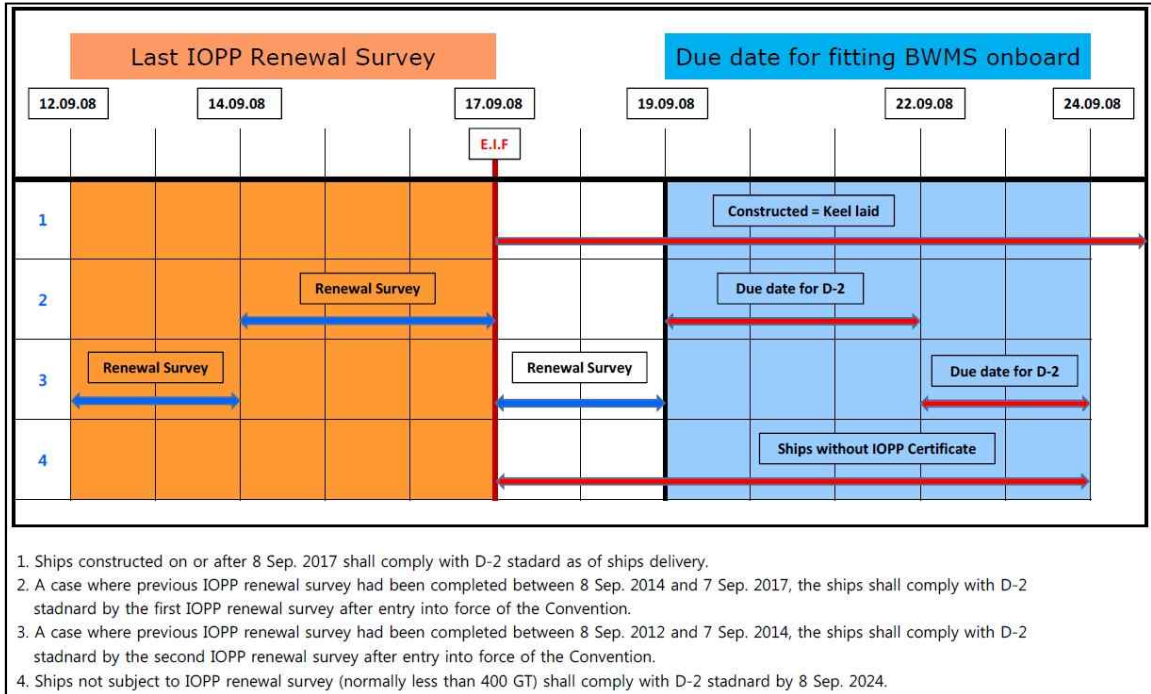 Last IOPP Renewal Survey
Due date for fitting BWMS onboard
12.09.08
14.09.08
17.09.08
19.09.08
22.09.08
24.09.08
E.I.F
1
Constructed = Keel laid
2
Renewal Survey
Due date for D-2
3
Renewal Survey
Renewal Survey
Due date for D-2
4
Ships without IOPP Certificate
1. Ships constructed on or after 8 Sep. 2017 shall comply with D-2 stadard as of ships delivery.
2. A case where previous IOPP renewal survey had been completed between 8 Sep. 2014 and 7 Sep. 2017, the ships shall comply with D-2
stadnard by the first IOPP renewal survey after entry into force of the Convention.
3. A case where previous IOPP renewal survey had been completed between 8 Sep. 2012 and 7 Sep. 2014, the ships shall comply with D-2
stadnard by the second IOPP renewal survey after entry into force of the Convention.
4. Ships not subject to IOPP renewal survey (normally less than 400 GT) shall comply with D-2 stadnard by 8 Sep. 2024.